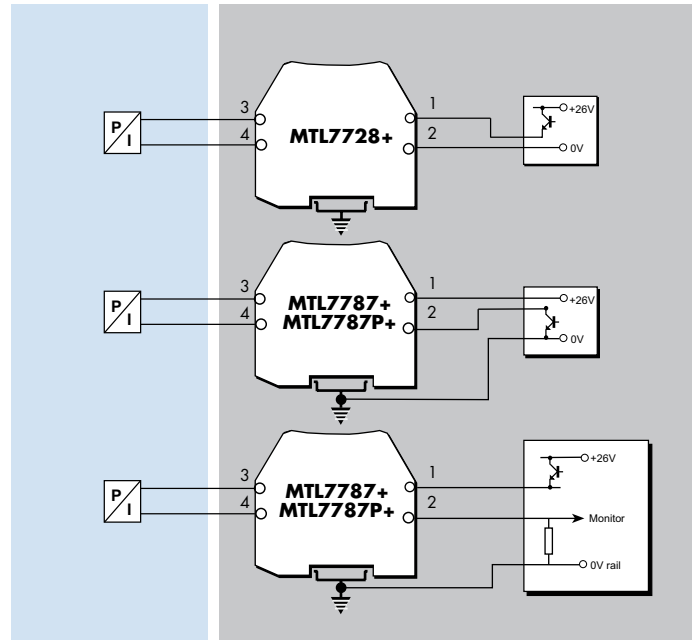 P/I
3
4
MTL7728+
1
2
+26V
0V
P/I
3
4
MTL7787+
MTL7787P+
1
2
+26V
0V
P/I
3
4
MTL7787+
MTL7787P+
1
2
+26V
Monitor
0V rail